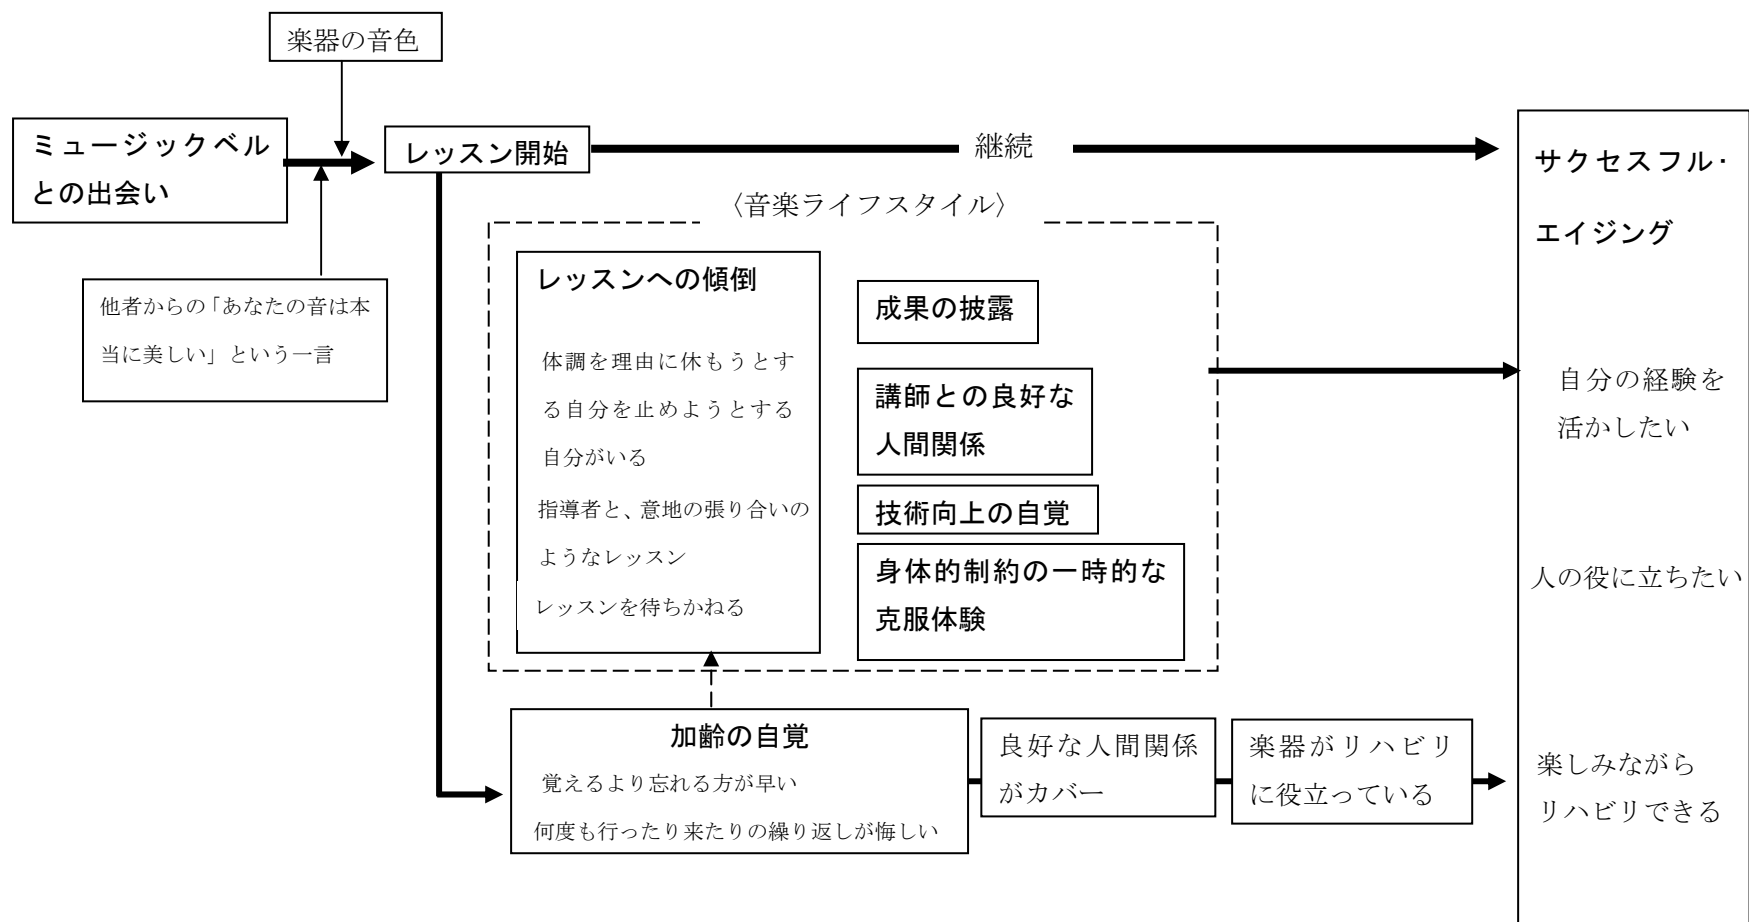 楽器の音色
ミュージックベル
との出会い
レッスン開始
継続
他者からの「あなたの音は本
当に美しい」という一言
〈音楽ライフスタイル〉
レッスンへの傾倒
体調を理由に休もうとす
る自分を止めようとする
自分がいる
指導者と、意地の張り合いの
ようなレッスン
レッスンを待ちかねる
成果の披露
講師との良好な
人間関係
技術向上の自覚
身体的制約の一時的な
克服体験
加齢の自覚
覚えるより忘れる方が早い
何度も行ったり来たりの繰り返しが悔しい
良好な人間関係
がカバー
楽器がリハビリ
に役立っている
サクセスフル・
エイジング
自分の経験を
活かしたい
人の役に立ちたい
楽しみながら
リハビリできる